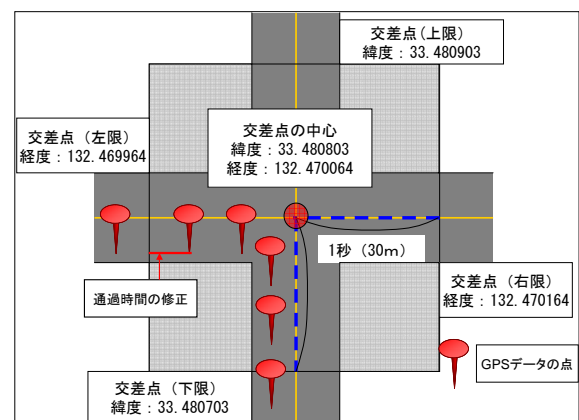 交差点(上限)
緯度：33.480903
交差点（左限）
経度：132.469964
交差点の中心
緯度：33.480803
経度：132.470064
1秒（30m）
通過時間の修正
交差点（右限）
経度：132.470164
GPSデータの点
交差点（下限）
緯度：33.480703